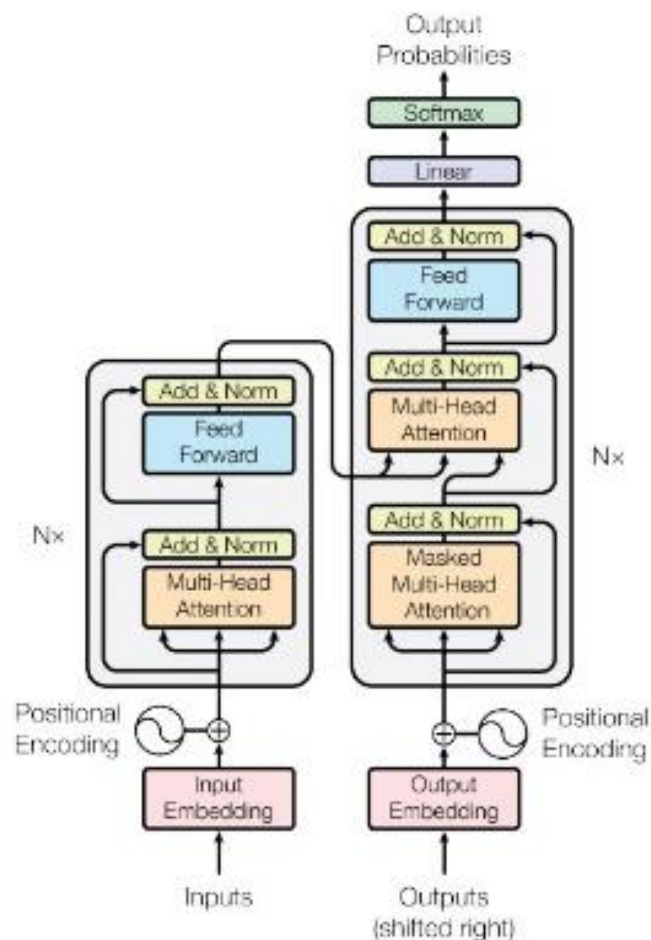 Output
Probabilities
Softmax
Linear
Add & Norm
Feed
Forward
Add & Norm
Multi-Head
Attention
Nx
Add & Norm
Masked
Multi-Head
Attention
Add & Norm
Feed
Forward
Nx
Add & Norm
Multi-Head
Attention
Positional
Encoding
Positional
Encoding
Input
Embedding
Output
Embedding
Inputs
Outputs
(shifted right)